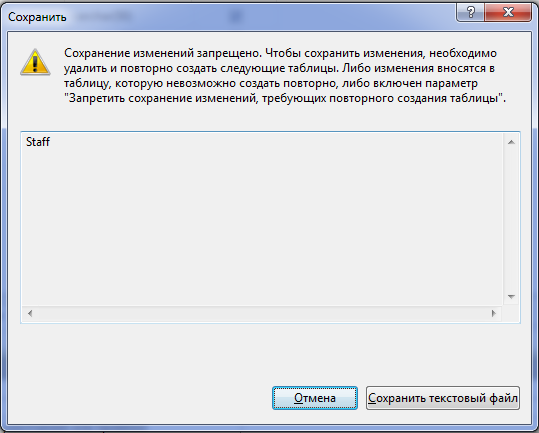 Сохранить
Сохранение изменений запрещено. Чтобы сохранить изменения, необходимо
удалить и повторно создать следующие таблицы. Либо изменения вносятся в
таблицу, которую невозможно создать повторно, либо включен параметр
"Запретить сохранение изменений, требующих повторного создания таблицы".
Staff
Отмена
Сохранить текстовый файл